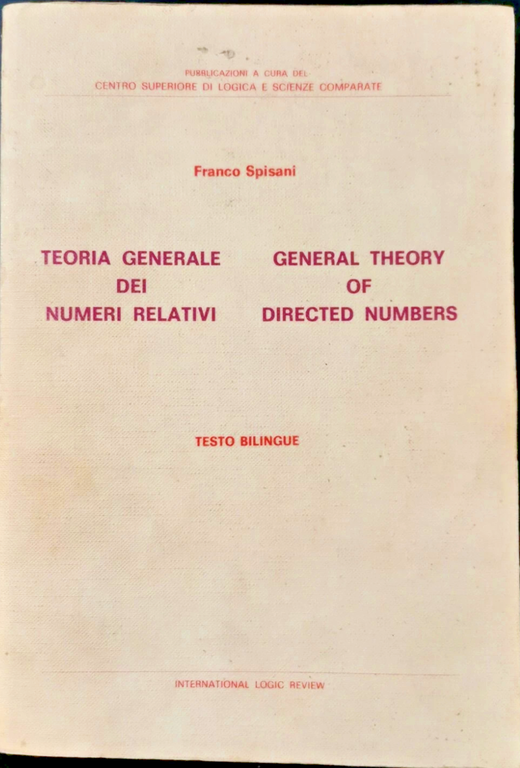 PUBBLICAZIONI A CURA DEL
CENTRO SUPERIORE DI LOGICA E SCIENZE COMPARATE
Franco Spisani
TEORIA GENERALE
DEI
NUMERI RELATIVI
GENERAL THEORY
OF
DIRECTED NUMBERS
TESTO BILINGUE
INTERNATIONAL LOGIC REVIEW